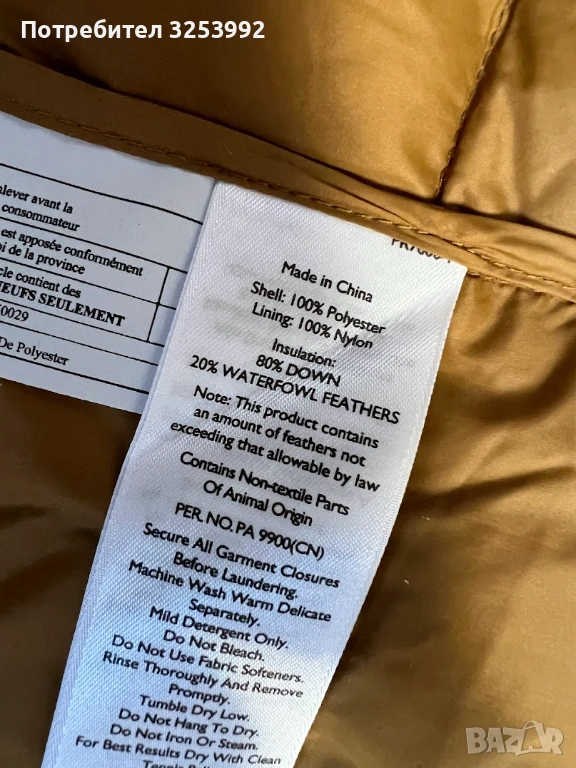 Потребител 3253992
nlever avant la
consommateur
est apposée conformément
oi de la province
cle contient des
NEUFS SEULEMENT
0029
De Polyester
Made in China
Shell: 100% Polyester
Lining: 100% Nylon
Insulation:
80% DOWN
20% WATERFOWL FEATHERS
Note: This product contains
an amount of feathers not
exceeding that allowable by law
Contains Non-textile Parts
Of Animal Origin
PER NO. PA 9900(CN)
Secure All Garment Closures
Before Laundering.
Machine Wash Warm Delicate
Separately.
Mild Detergent Only.
Do Not Bleach.
Do Not Use Fabric Softeners.
Rinse Thoroughly And Remove
Promptly.
Tumble Dry Low.
Do Not Hang To Dry.
Do Not Iron Or Steam.
For Best Results Dry With Clean
BAZAR